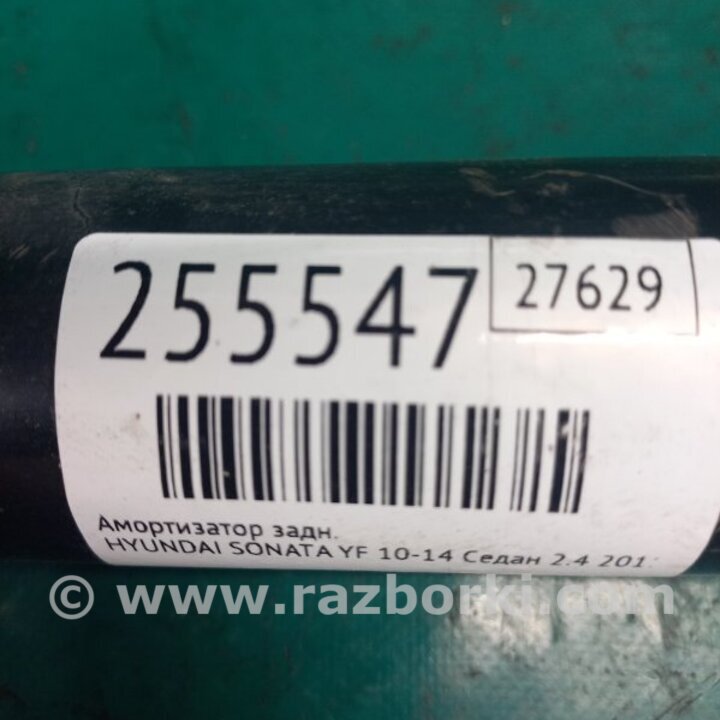 255547
27629
Амортизатор задн.
HYUNDAI SONATA YF 10-14 Седан 2.4
© www.razborki.com